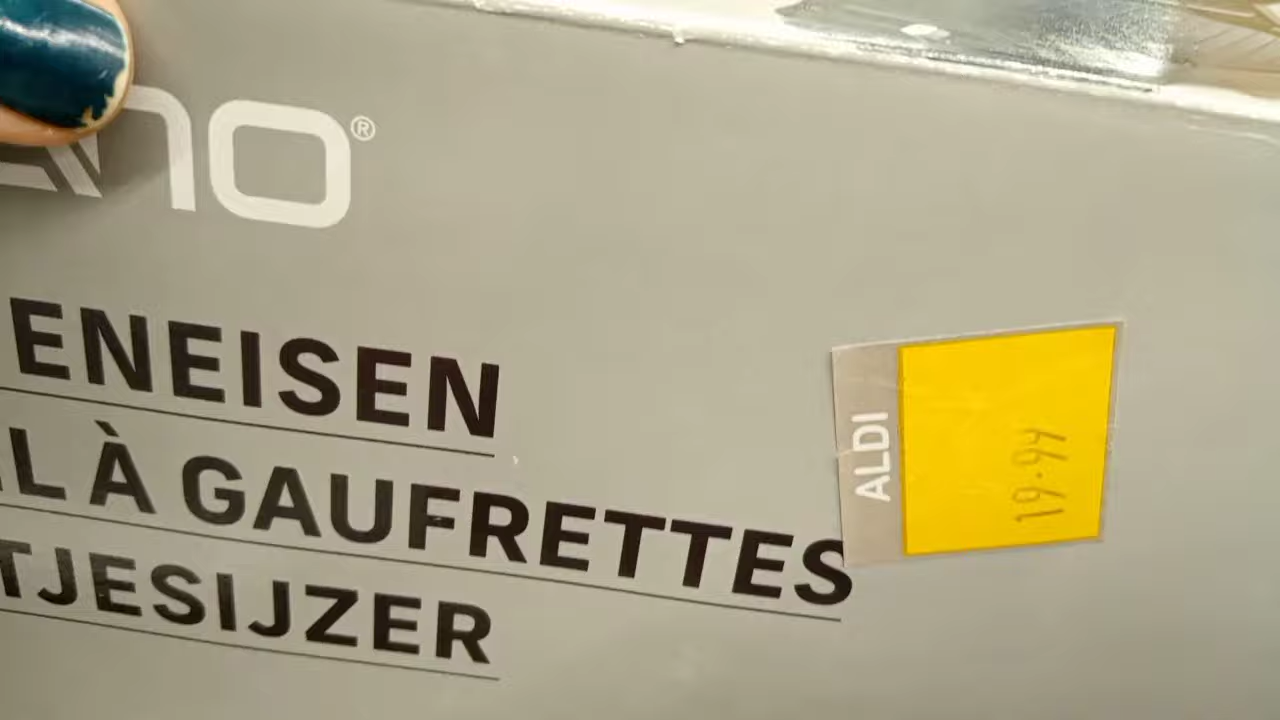 no®
ENEISEN
L À GAUFRETTES
TJESIJZER
ALDI
19.99